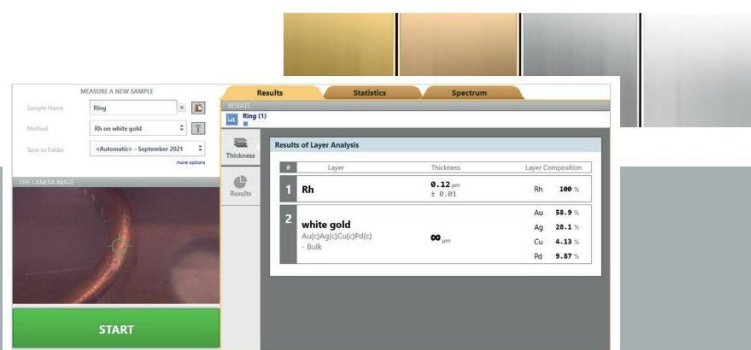 MEASURE A NEW SAMPLE
Sample Name Ring
Method Rh on white gold
Save to Folder <Automatic> - September 2021
more options
LIVE CAMERA IMAGE
START
Results Statistics Spectrum
RESULTS
Ring (1)
Thickness
Results
Results of Layer Analysis
# Layer Thickness Layer Composition
1 Rh 0.12 μm Rh 100 %
± 0.01
2 white gold ∞ μm Au 58.9 %
Au(c)Ag(c)Cu(c)Pd(c) Ag 28.1 %
- Bulk Cu 4.13 %
Pd 9.87 %